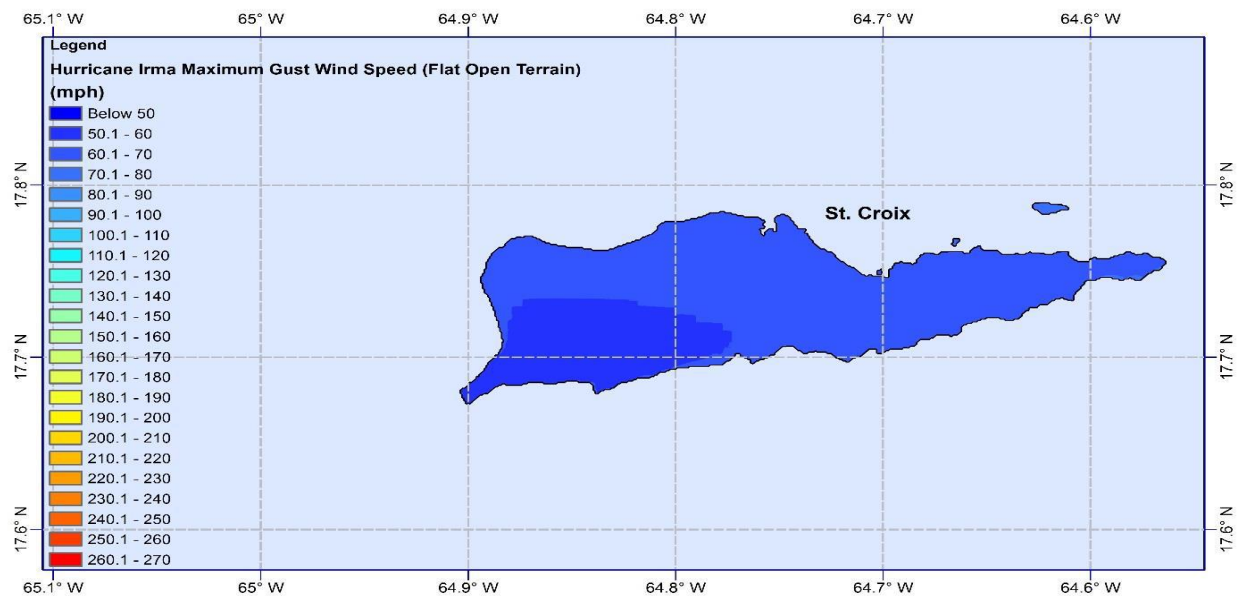 65.1° W 65° W 64.9° W 64.8° W 64.7° W 64.6° W
Legend
Hurricane Irma Maximum Gust Wind Speed (Flat Open Terrain)
(mph)
Below 50
50.1 - 60
60.1 - 70
70.1 - 80
80.1 - 90
90.1 - 100
100.1 - 110
110.1 - 120
120.1 - 130
130.1 - 140
140.1 - 150
150.1 - 160
160.1 - 170
170.1 - 180
180.1 - 190
190.1 - 200
200.1 - 210
210.1 - 220
220.1 - 230
230.1 - 240
240.1 - 250
250.1 - 260
260.1 - 270
17.8° N
17.7° N
17.6° N
St. Croix
17.8° N
17.7° N
17.6° N
65.1° W 65° W 64.9° W 64.8° W 64.7° W 64.6° W